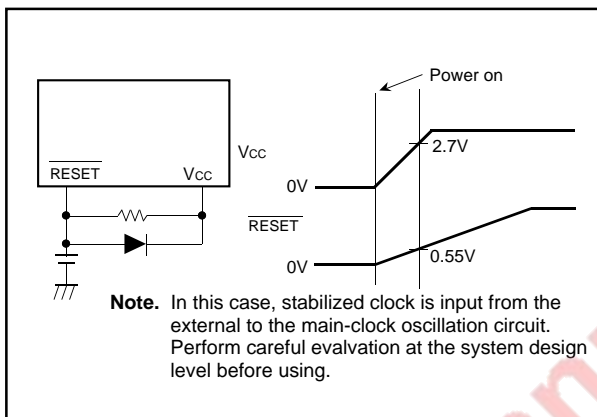 Power on
VCC
2.7V
RESET
VCC
0V
RESET
0.55V
0V
Note. In this case, stabilized clock is input from the
external to the main-clock oscillation circuit.
Perform careful evalvation at the system design
level before using.